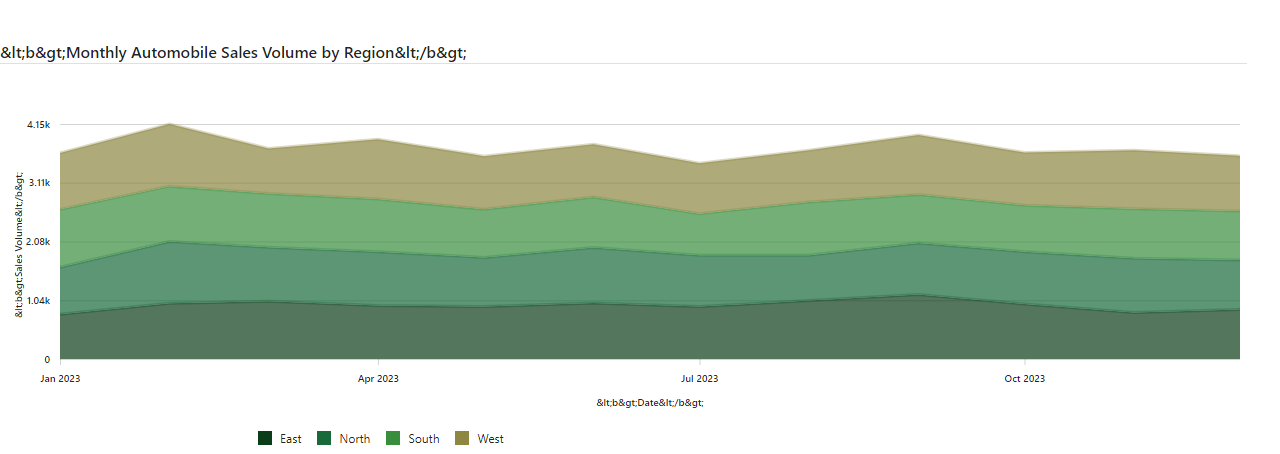 &lt;b&gt;Monthly Automobile Sales Volume by Region&lt;/b&gt;
4.15k
3.11k
2.08k
1.04k
0
&lt;b&gt;Sales Volume&lt;/b&gt;
Jan 2023 Apr 2023 Jul 2023 Oct 2023
&lt;b&gt;Date&lt;/b&gt;
East North South West